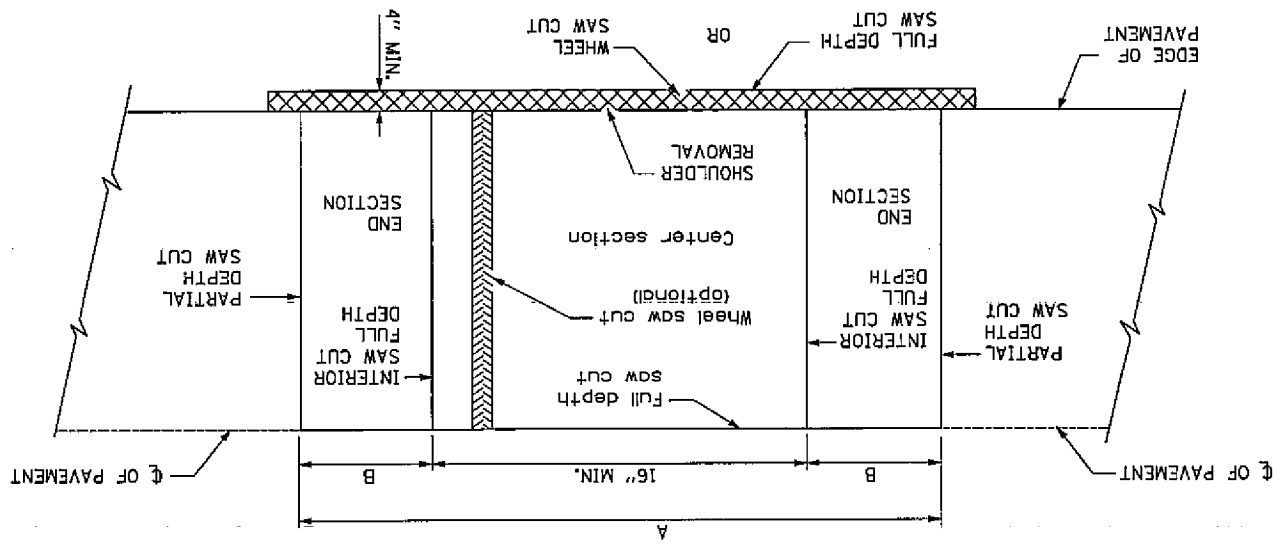 A
℄ OF PAVEMENT
B
16" MIN.
B
℄ OF PAVEMENT
Full depth
saw cut
PARTIAL
DEPTH
SAW CUT
INTERIOR
SAW CUT
FULL
DEPTH
END
SECTION
Wheel saw cut
(optional)
Center section
INTERIOR
SAW CUT
FULL
DEPTH
END
SECTION
PARTIAL
DEPTH
SAW CUT
SHOULDER
REMOVAL
EDGE OF
PAVEMENT
FULL DEPTH
SAW CUT
OR
WHEEL
SAW CUT
4" MIN.